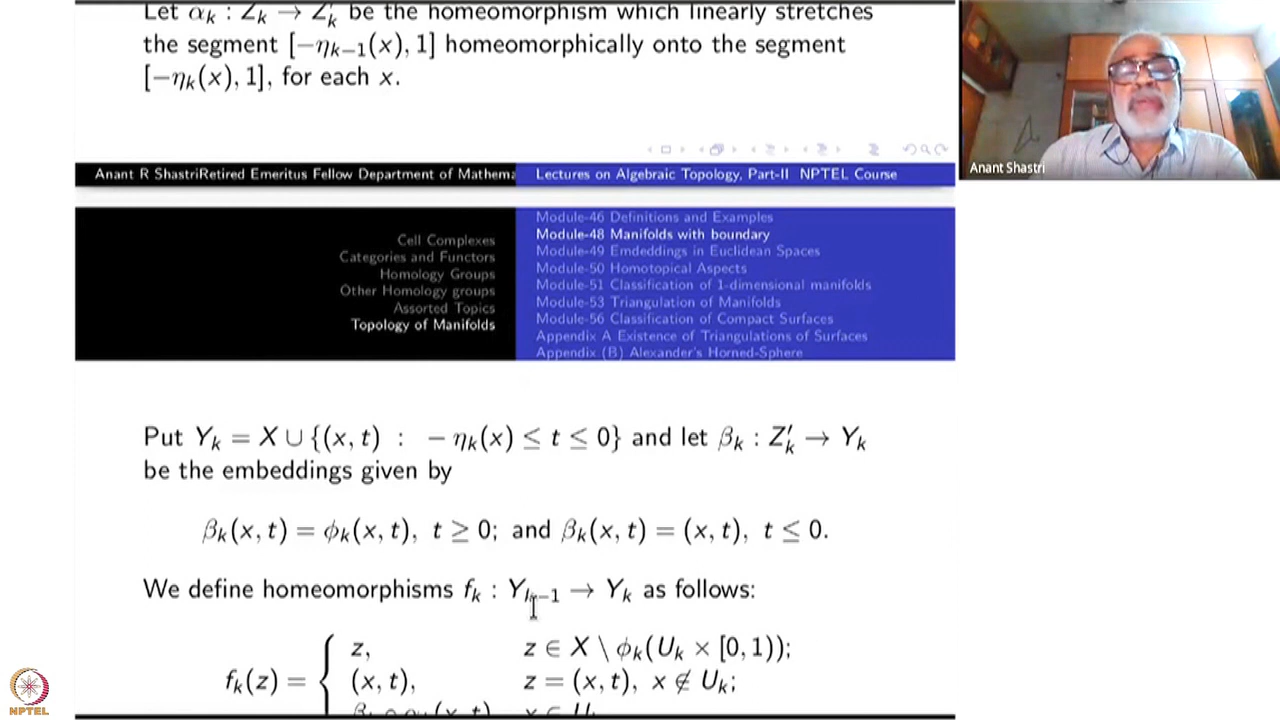 Let αₖ : Zₖ → Z′ₖ be the homeomorphism which linearly stretches
the segment [−ηₖ₋₁(x), 1] homeomorphically onto the segment
[−ηₖ(x), 1], for each x.
Anant R ShastriRetired Emeritus Fellow Department of Mathema
Lectures on Algebraic Topology, Part-II NPTEL Course
Cell Complexes
Categories and Functors
Homology Groups
Other Homology groups
Assorted Topics
Topology of Manifolds
Module-46 Definitions and Examples
Module-48 Manifolds with boundary
Module-49 Emdeddings in Euclidean Spaces
Module-50 Homotopical Aspects
Module-51 Classification of 1-dimensional manifolds
Module-53 Triangulation of Manifolds
Module-56 Classification of Compact Surfaces
Appendix A Existence of Triangulations of Surfaces
Appendix (B) Alexander's Horned-Sphere
Put Yₖ = X ∪ {(x, t) : − ηₖ(x) ≤ t ≤ 0} and let βₖ : Z′ₖ → Yₖ
be the embeddings given by
βₖ(x, t) = ϕₖ(x, t), t ≥ 0; and βₖ(x, t) = (x, t), t ≤ 0.
We define homeomorphisms fₖ : Yₖ₋₁ → Yₖ as follows:
z, z ∈ X \ ϕₖ(Uₖ × [0, 1));
fₖ(z) = { (x, t), z = (x, t), x ∉ Uₖ;
Anant Shastri
NPTEL